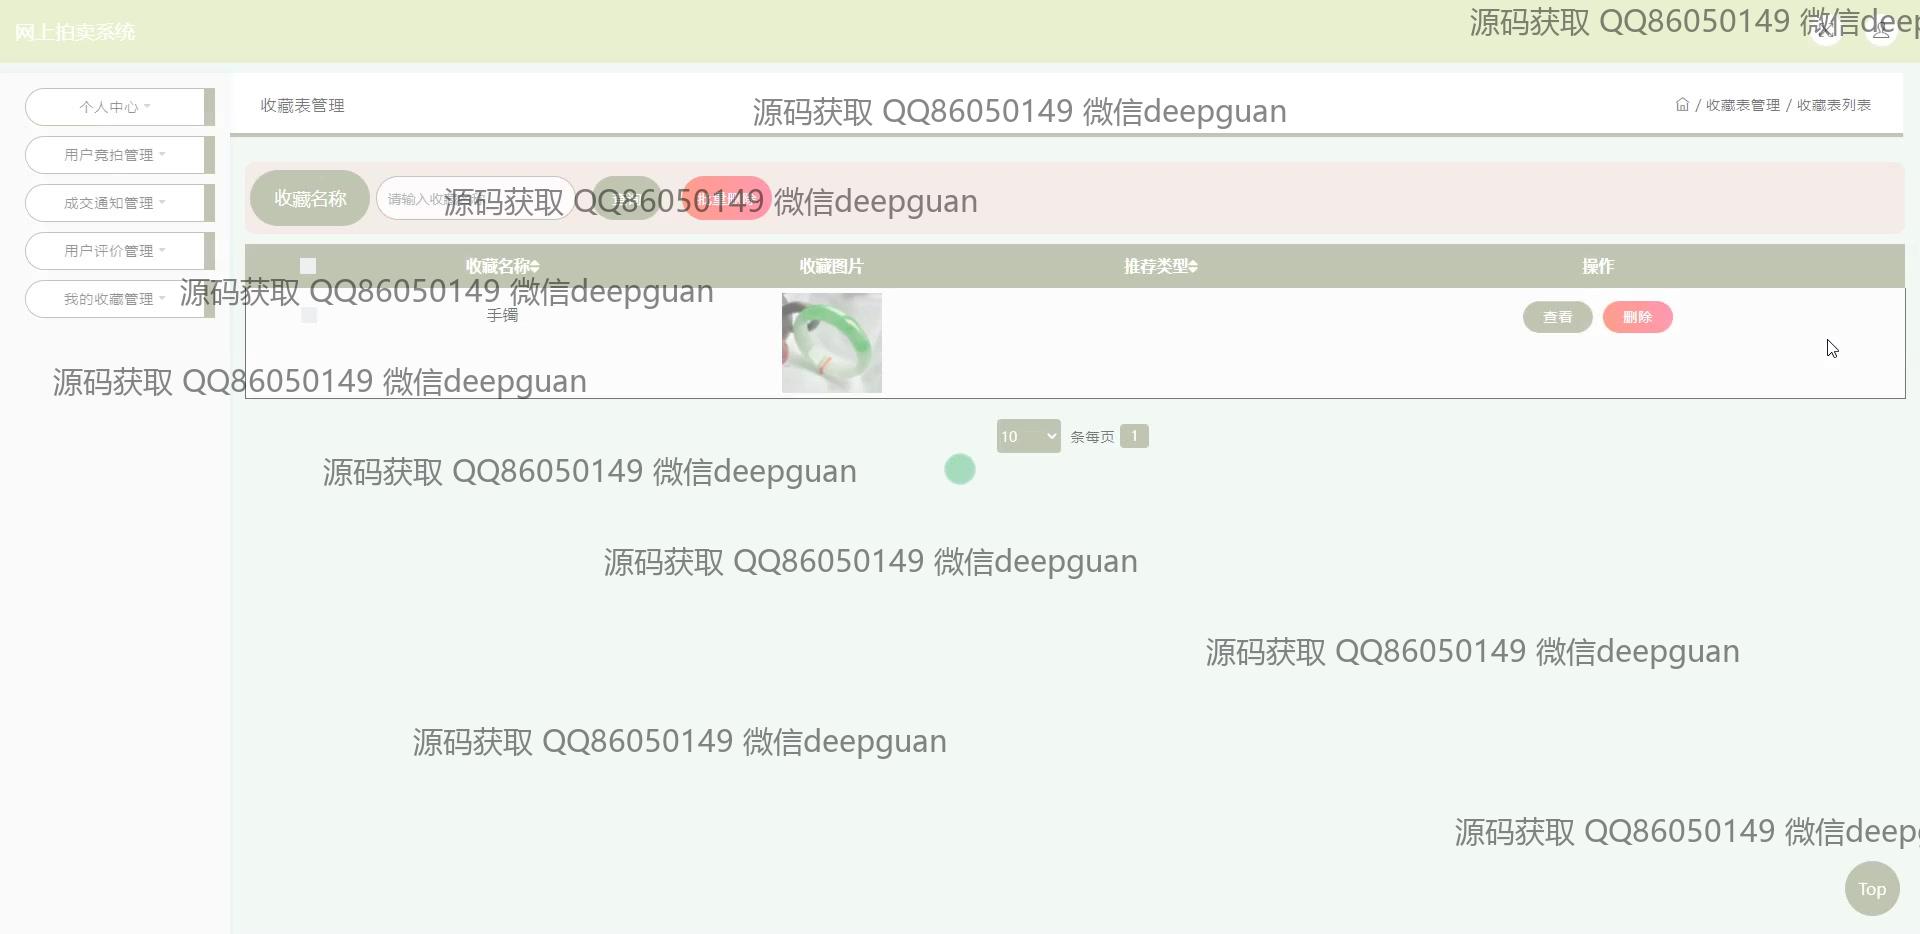 网上拍卖系统
源码获取 QQ86050149 微信deep
个人中心
用户竞拍管理
成交通知管理
用户评价管理
我的收藏管理
收藏表管理
源码获取 QQ86050149 微信deepguan
/ 收藏表管理 / 收藏表列表
收藏名称
请输入收藏
源码获取 QQ86050149 微信deepguan
收藏名称
收藏图片
推荐类型
操作
源码获取 QQ86050149 微信deepguan
手镯
查看
删除
源码获取 QQ86050149 微信deepguan
10
条每页
1
源码获取 QQ86050149 微信deepguan
源码获取 QQ86050149 微信deepguan
源码获取 QQ86050149 微信deepguan
源码获取 QQ86050149 微信deepguan
源码获取 QQ86050149 微信deep
Top